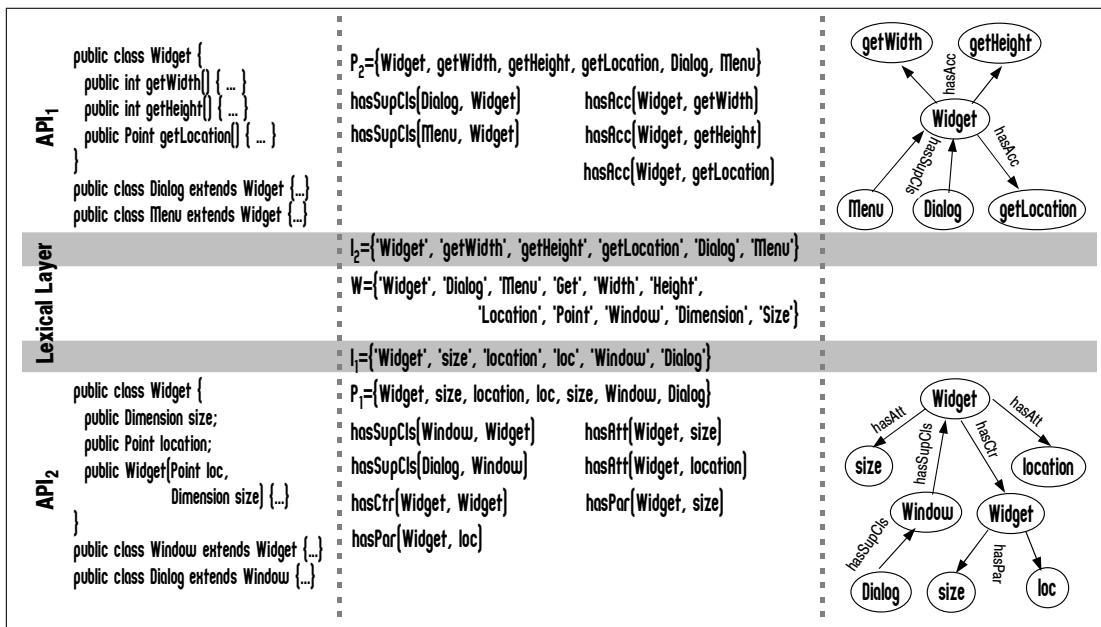 API1
public class Widget {
public int getWidth() { ... }
public int getHeight() { ... }
public Point getLocation() { ... }
}
public class Dialog extends Widget {...}
public class Menu extends Widget {...}
P2={Widget, getWidth, getHeight, getLocation, Dialog, Menu}
hasSupCls(Dialog, Widget) hasAcc(Widget, getWidth)
hasSupCls(Menu, Widget) hasAcc(Widget, getHeight)
hasAcc(Widget, getLocation)
getWidth getHeight
hasAcc
Widget
hasSupCls hasAcc
Menu Dialog getLocation
Lexical Layer
I2={'Widget', 'getWidth', 'getHeight', 'getLocation', 'Dialog', 'Menu'}
W={'Widget', 'Dialog', 'Menu', 'Get', 'Width', 'Height',
'Location', 'Point', 'Window', 'Dimension', 'Size'}
I1={'Widget', 'size', 'location', 'loc', 'Window', 'Dialog'}
API2
public class Widget {
public Dimension size;
public Point location;
public Widget(Point loc,
Dimension size) {...}
}
public class Window extends Widget {...}
public class Dialog extends Window {...}
P1={Widget, size, location, loc, size, Window, Dialog}
hasSupCls(Window, Widget) hasAtt(Widget, size)
hasSupCls(Dialog, Window) hasAtt(Widget, location)
hasCtr(Widget, Widget) hasPar(Widget, size)
hasPar(Widget, loc)
Widget
hasAtt hasSupCls hasCtr hasAtt
size location
Window Widget
hasSupCls hasPar
Dialog size loc